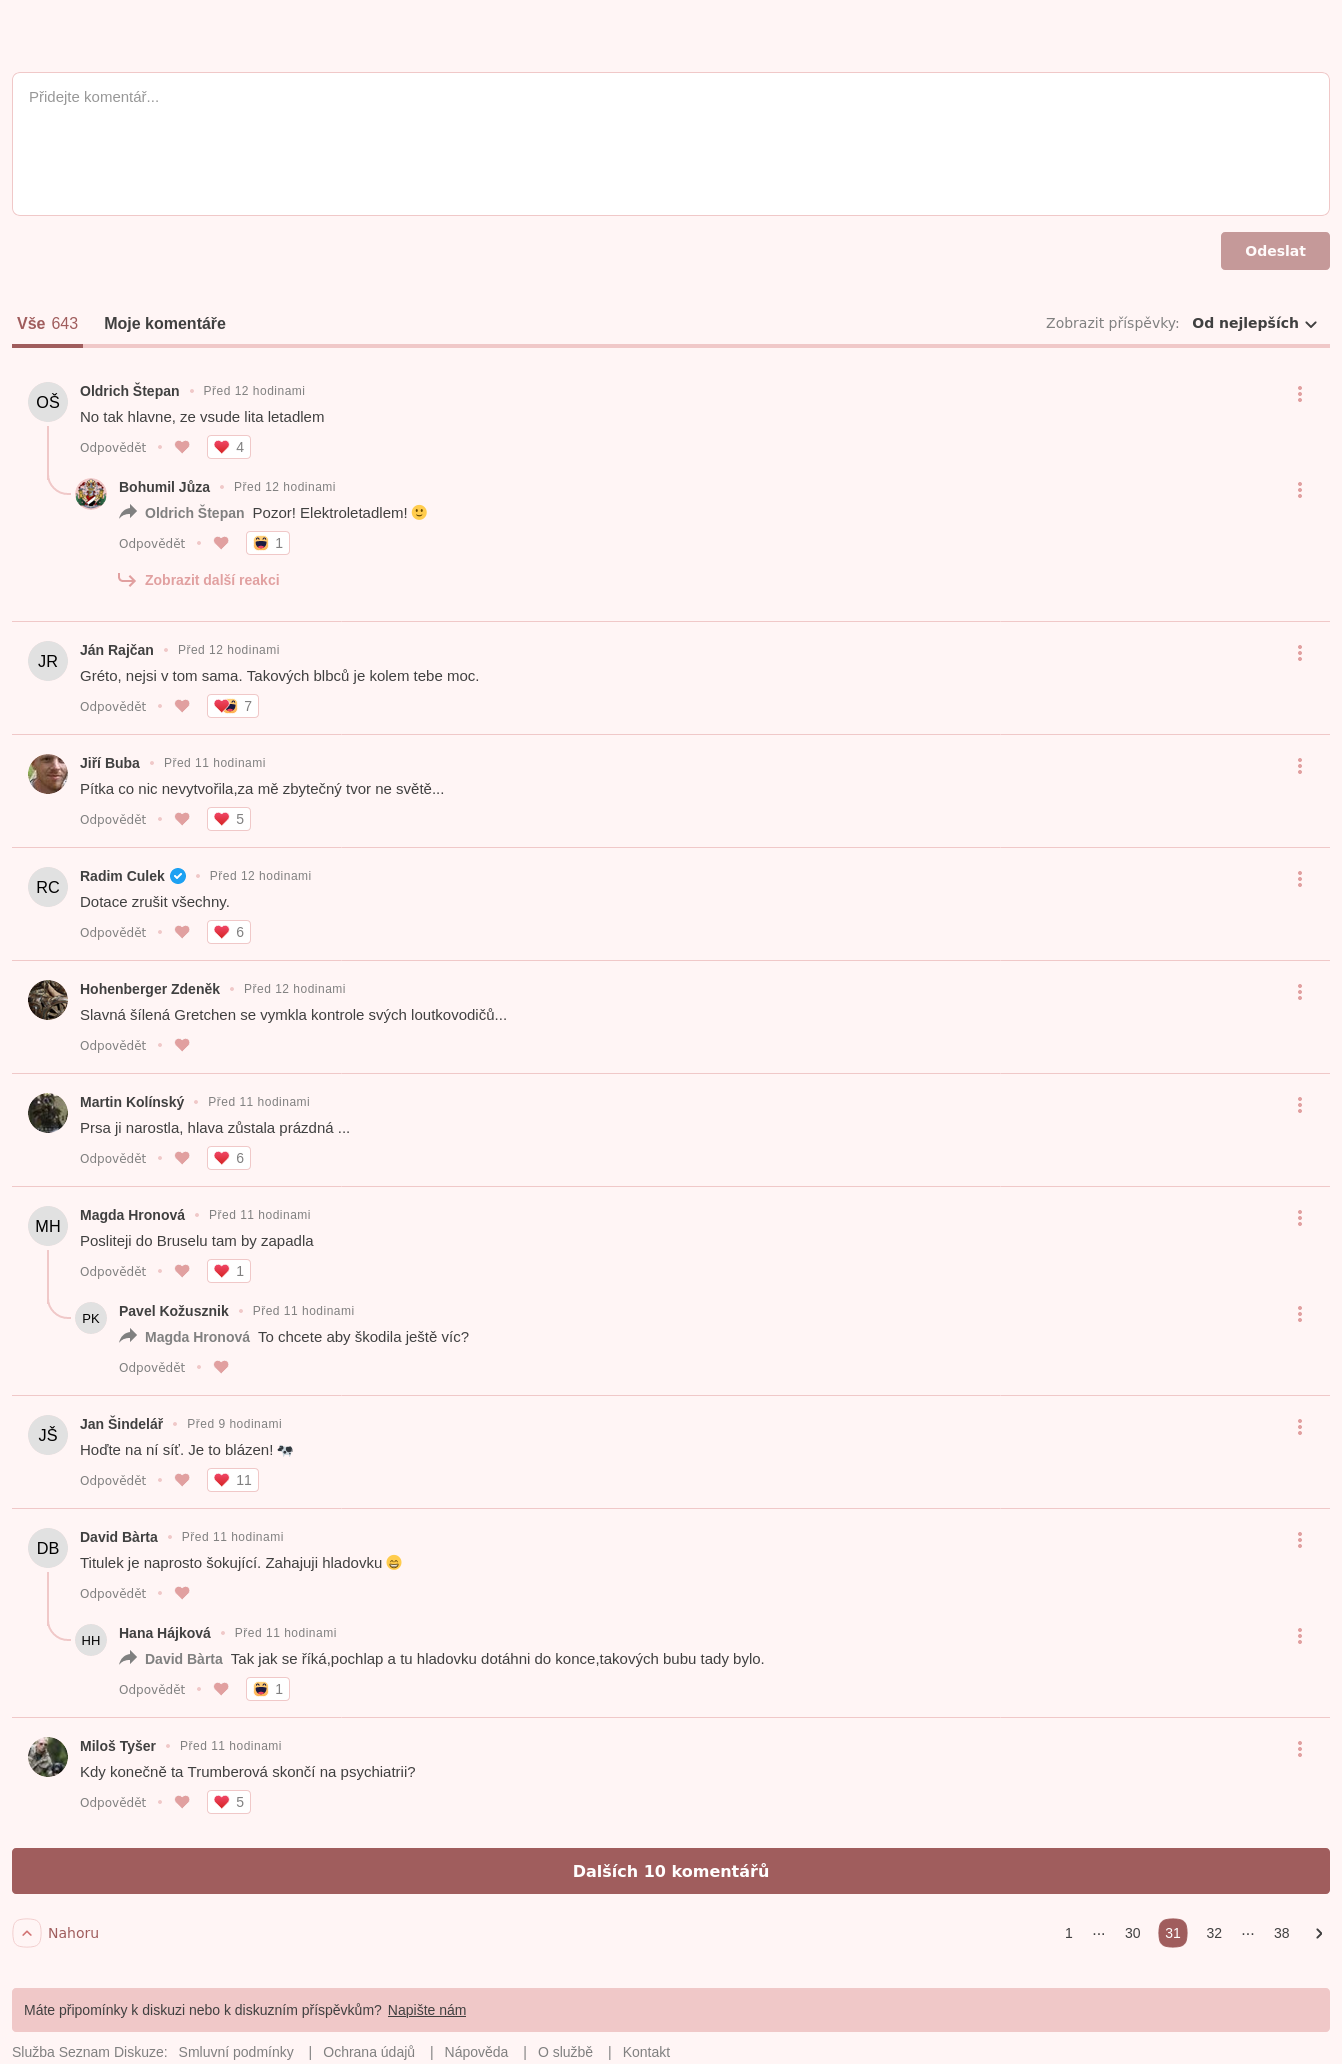 Přidejte komentář...
Odeslat
Vše 643 Moje komentáře Zobrazit příspěvky: Od nejlepších
OŠ Oldrich Štepan • Před 12 hodinami
No tak hlavne, ze vsude lita letadlem
Odpovědět • 4
Bohumil Jůza • Před 12 hodinami
Oldrich Štepan Pozor! Elektroletadlem! 🙂
Odpovědět • 1
Zobrazit další reakci
JR Ján Rajčan • Před 12 hodinami
Gréto, nejsi v tom sama. Takových blbců je kolem tebe moc.
Odpovědět • 7
Jiří Buba • Před 11 hodinami
Pítka co nic nevytvořila,za mě zbytečný tvor ne světě...
Odpovědět • 5
RC Radim Culek • Před 12 hodinami
Dotace zrušit všechny.
Odpovědět • 6
Hohenberger Zdeněk • Před 12 hodinami
Slavná šílená Gretchen se vymkla kontrole svých loutkovodičů...
Odpovědět •
Martin Kolínský • Před 11 hodinami
Prsa ji narostla, hlava zůstala prázdná ...
Odpovědět • 6
MH Magda Hronová • Před 11 hodinami
Posliteji do Bruselu tam by zapadla
Odpovědět • 1
PK Pavel Kožusznik • Před 11 hodinami
Magda Hronová To chcete aby škodila ještě víc?
Odpovědět •
JŠ Jan Šindelář • Před 9 hodinami
Hoďte na ní síť. Je to blázen!
Odpovědět • 11
DB David Bàrta • Před 11 hodinami
Titulek je naprosto šokující. Zahajuji hladovku 😄
Odpovědět •
HH Hana Hájková • Před 11 hodinami
David Bàrta Tak jak se říká,pochlap a tu hladovku dotáhni do konce,takových bubu tady bylo.
Odpovědět • 1
Miloš Tyšer • Před 11 hodinami
Kdy konečně ta Trumberová skončí na psychiatrii?
Odpovědět • 5
Dalších 10 komentářů
Nahoru 1 ... 30 31 32 ... 38
Máte připomínky k diskuzi nebo k diskuzním příspěvkům? Napište nám
Služba Seznam Diskuze: Smluvní podmínky | Ochrana údajů | Nápověda | O službě | Kontakt